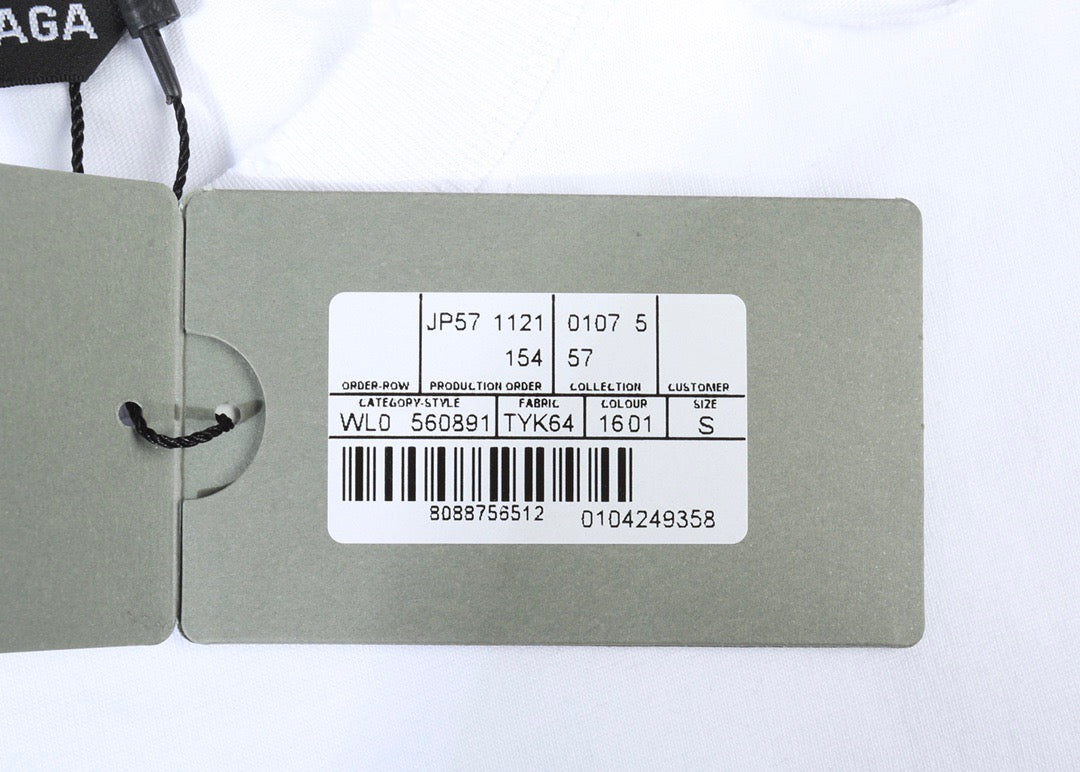 AGA
JP57 1121 0107 5
154 57
ORDER-ROW PRODUCTION ORDER COLLECTION CUSTOMER
CATEGORY-STYLE FABRIC COLOUR SIZE
WL0 560891 TYK64 1601 S
8088756512 0104249358